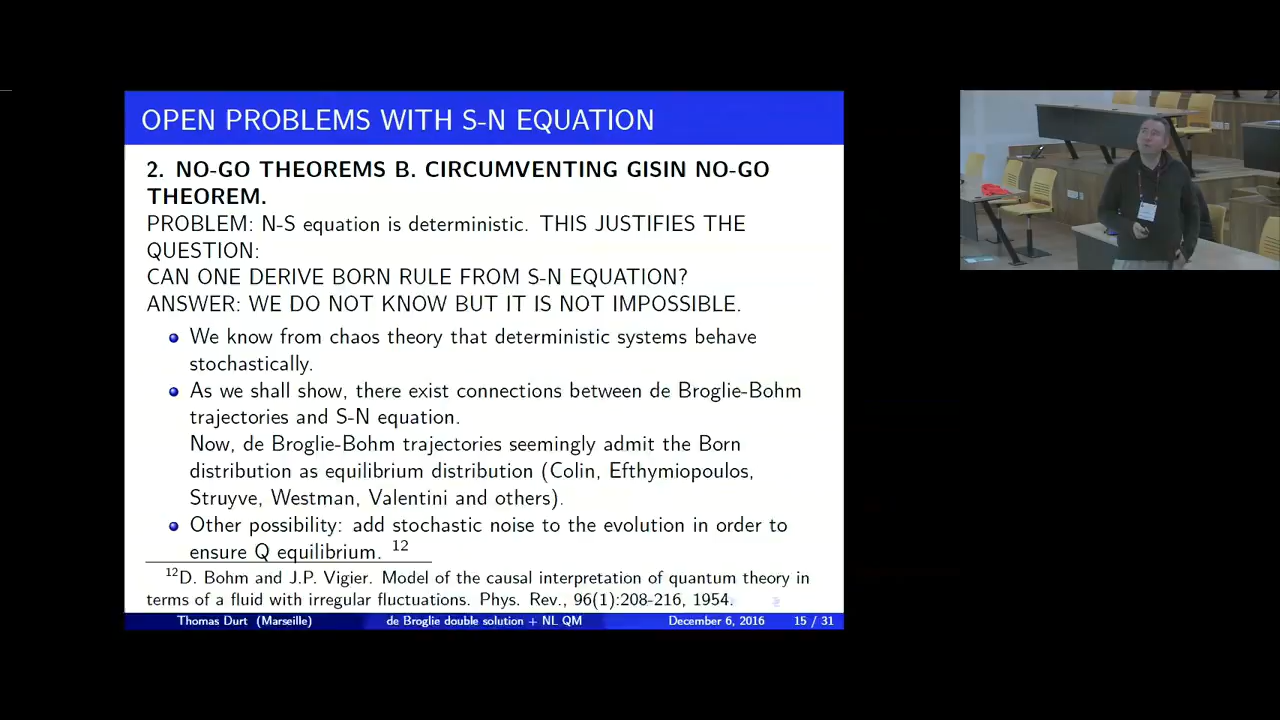 OPEN PROBLEMS WITH S-N EQUATION
2. NO-GO THEOREMS B. CIRCUMVENTING GISIN NO-GO
THEOREM.
PROBLEM: N-S equation is deterministic. THIS JUSTIFIES THE
QUESTION:
CAN ONE DERIVE BORN RULE FROM S-N EQUATION?
ANSWER: WE DO NOT KNOW BUT IT IS NOT IMPOSSIBLE.
We know from chaos theory that deterministic systems behave
stochastically.
As we shall show, there exist connections between de Broglie-Bohm
trajectories and S-N equation.
Now, de Broglie-Bohm trajectories seemingly admit the Born
distribution as equilibrium distribution (Colin, Efthymiopoulos,
Struyve, Westman, Valentini and others).
Other possibility: add stochastic noise to the evolution in order to
ensure Q equilibrium. 12
12D. Bohm and J.P. Vigier. Model of the causal interpretation of quantum theory in
terms of a fluid with irregular fluctuations. Phys. Rev., 96(1):208-216, 1954.
Thomas Durt (Marseille) de Broglie double solution + NL QM December 6, 2016 15 / 31